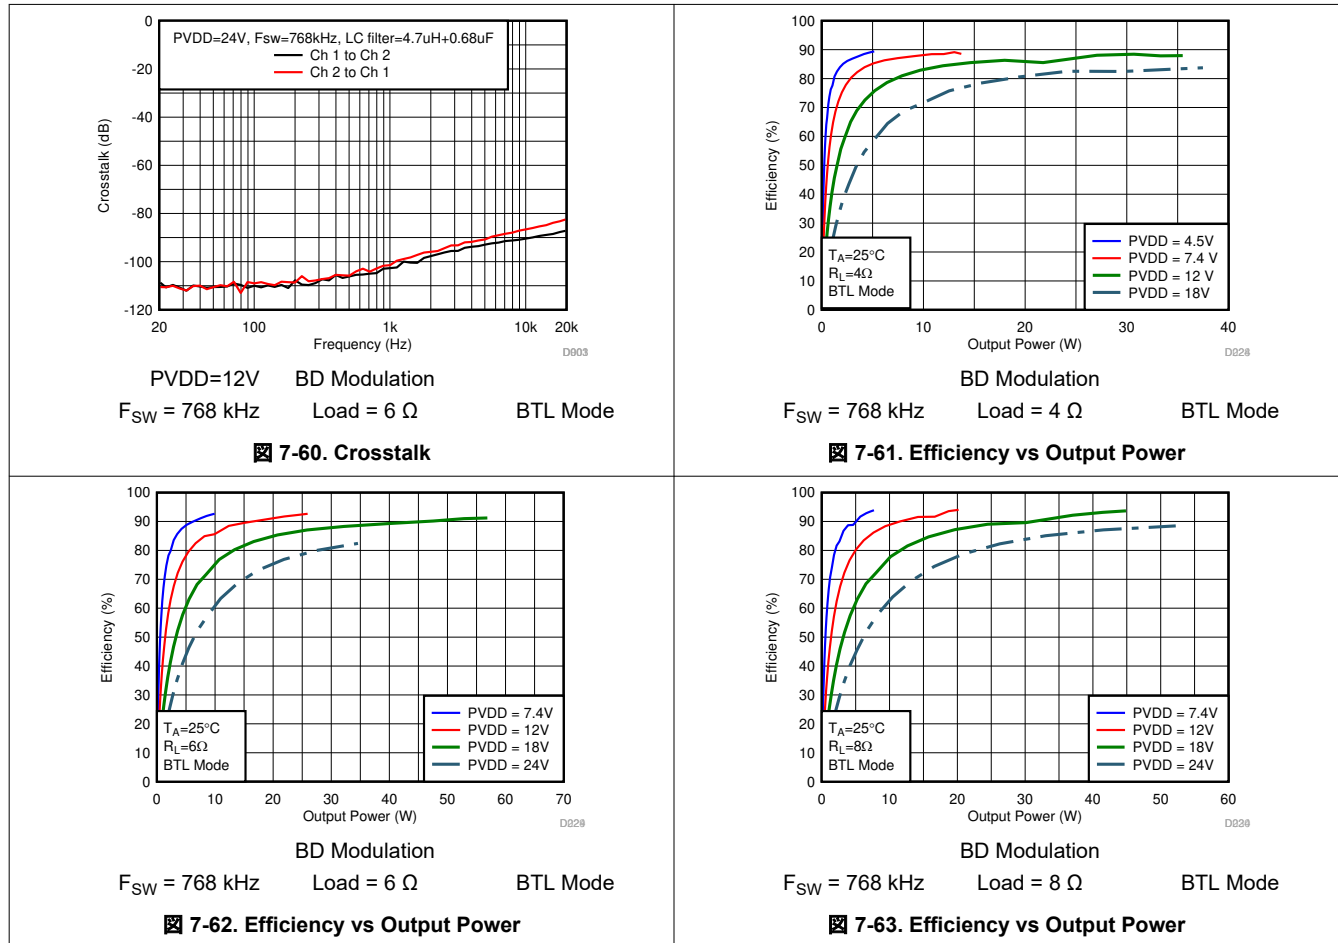 0
-20
-40
-60
-80
-100
-120
Crosstalk (dB)
PVDD=24V, Fsw=768kHz, LC filter=4.7uH+0.68uF
Ch 1 to Ch 2
Ch 2 to Ch 1
20 100 1k 10k 20k
Frequency (Hz)
PVDD=12V BD Modulation
FSW = 768 kHz Load = 6 Ω BTL Mode
図 7-60. Crosstalk
100
90
80
70
60
50
40
30
20
10
0
Efficiency (%)
TA=25°C
RL=4Ω
BTL Mode
PVDD = 4.5V
PVDD = 7.4 V
PVDD = 12 V
PVDD = 18V
0 10 20 30 40
Output Power (W)
BD Modulation
FSW = 768 kHz Load = 4 Ω BTL Mode
図 7-61. Efficiency vs Output Power
100
90
80
70
60
50
40
30
20
10
0
Efficiency (%)
TA=25°C
RL=6Ω
BTL Mode
PVDD = 7.4V
PVDD = 12V
PVDD = 18V
PVDD = 24V
0 10 20 30 40 50 60 70
Output Power (W)
BD Modulation
FSW = 768 kHz Load = 6 Ω BTL Mode
図 7-62. Efficiency vs Output Power
100
90
80
70
60
50
40
30
20
10
0
Efficiency (%)
TA=25°C
RL=8Ω
BTL Mode
PVDD = 7.4V
PVDD = 12V
PVDD = 18V
PVDD = 24V
0 10 20 30 40 50 60
Output Power (W)
BD Modulation
FSW = 768 kHz Load = 8 Ω BTL Mode
図 7-63. Efficiency vs Output Power